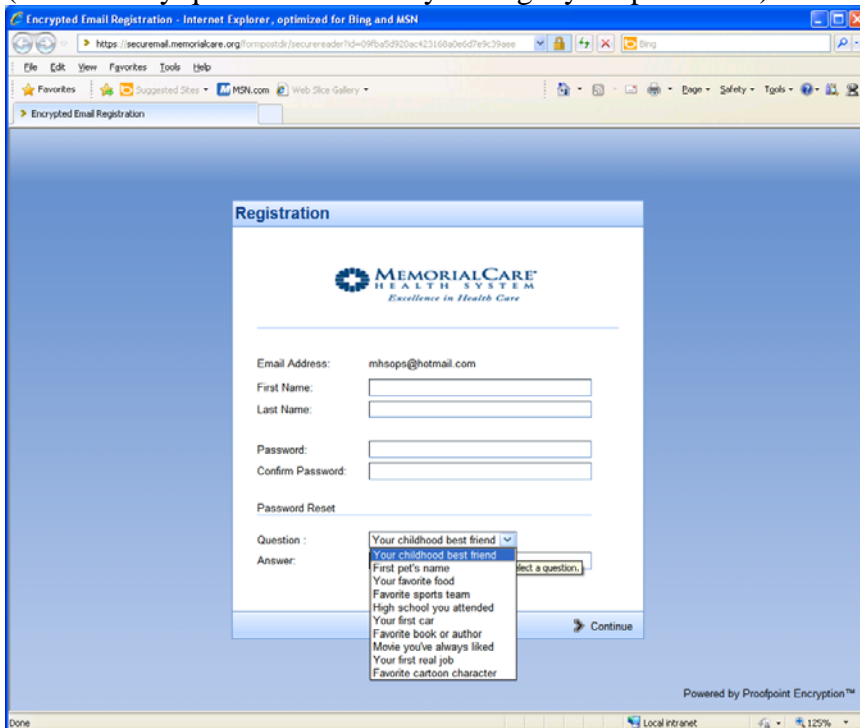 Encrypted Email Registration - Internet Explorer, optimized for Bing and MSN
https://securemail.memorialcare.org/formpostdir/securereader?id=
Bing
File Edit View Favorites Tools Help
Favorites Suggested Sites MSN.com Web Slice Gallery Page Safety Tools
Encrypted Email Registration
Registration
MEMORIALCARE
HEALTH SYSTEM
Excellence in Health Care
Email Address: mhsops@hotmail.com
First Name:
Last Name:
Password:
Confirm Password:
Password Reset
Question : Your childhood best friend
Answer: Your childhood best friend
First pet's name elect a question.
Your favorite food
Favorite sports team
High school you attended
Your first car
Favorite book or author
Movie you've always liked
Your first real job
Favorite cartoon character
Continue
Powered by Proofpoint Encryption™
Done Local intranet 125%